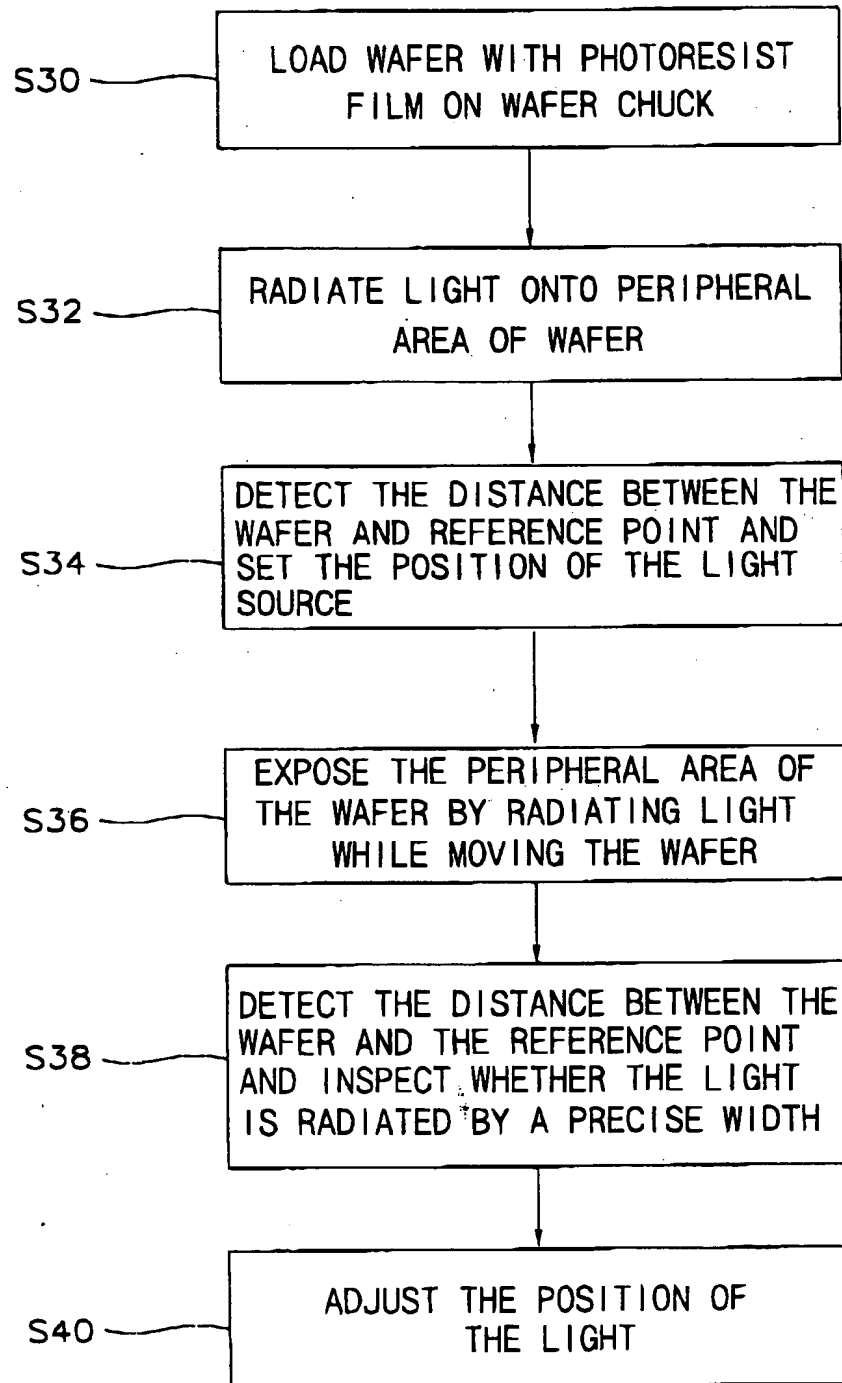 S30
LOAD WAFER WITH PHOTORESIST
FILM ON WAFER CHUCK
S32
RADIATE LIGHT ONTO PERIPHERAL
AREA OF WAFER
S34
DETECT THE DISTANCE BETWEEN THE
WAFER AND REFERENCE POINT AND
SET THE POSITION OF THE LIGHT
SOURCE
S36
EXPOSE THE PERIPHERAL AREA OF
THE WAFER BY RADIATING LIGHT
WHILE MOVING THE WAFER
S38
DETECT THE DISTANCE BETWEEN THE
WAFER AND THE REFERENCE POINT
AND INSPECT WHETHER THE LIGHT
IS RADIATED BY A PRECISE WIDTH
S40
ADJUST THE POSITION OF
THE LIGHT